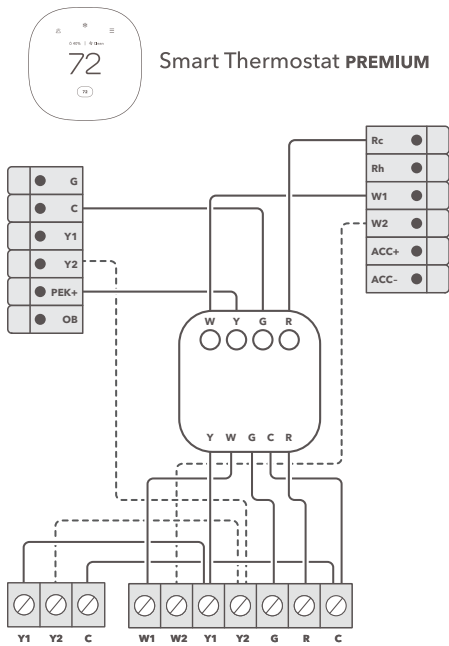 Smart Thermostat PREMIUM
72
72
G
C
Y1
Y2
PEK+
OB
Rc
Rh
W1
W2
ACC+
ACC-
W Y G R
Y W G C R
Y1 Y2 C
W1 W2 Y1 Y2 G R C